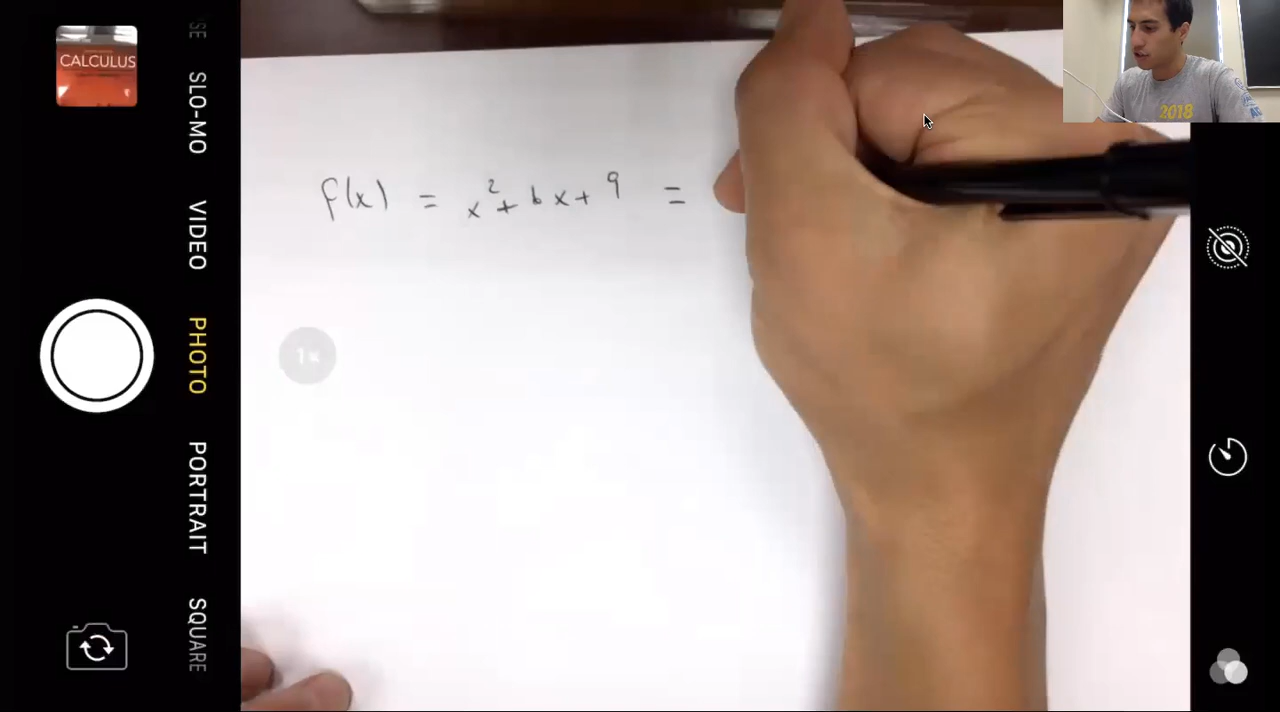 CALCULUS
SE
SLO-MO
VIDEO
PHOTO
PORTRAIT
SQUARE
f(x) = x² + 6x + 9 =
1x
2018